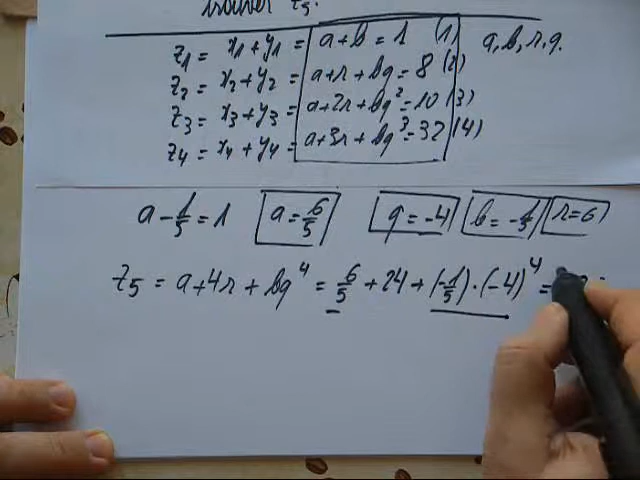 z5.
z1 = x1 + y1 = a + b = 1 (1) a, b, r, q.
z2 = x2 + y2 = a + r + bq = 8 (2)
z3 = x3 + y3 = a + 2r + bq² = 10 (3)
z4 = x4 + y4 = a + 3r + bq³ = 32 (4)
a - 1/5 = 1 a = 6/5 q = -4 b = -1/5 r = 6
z5 = a + 4r + bq⁴ = 6/5 + 24 + (-1/5) · (-4)⁴ =